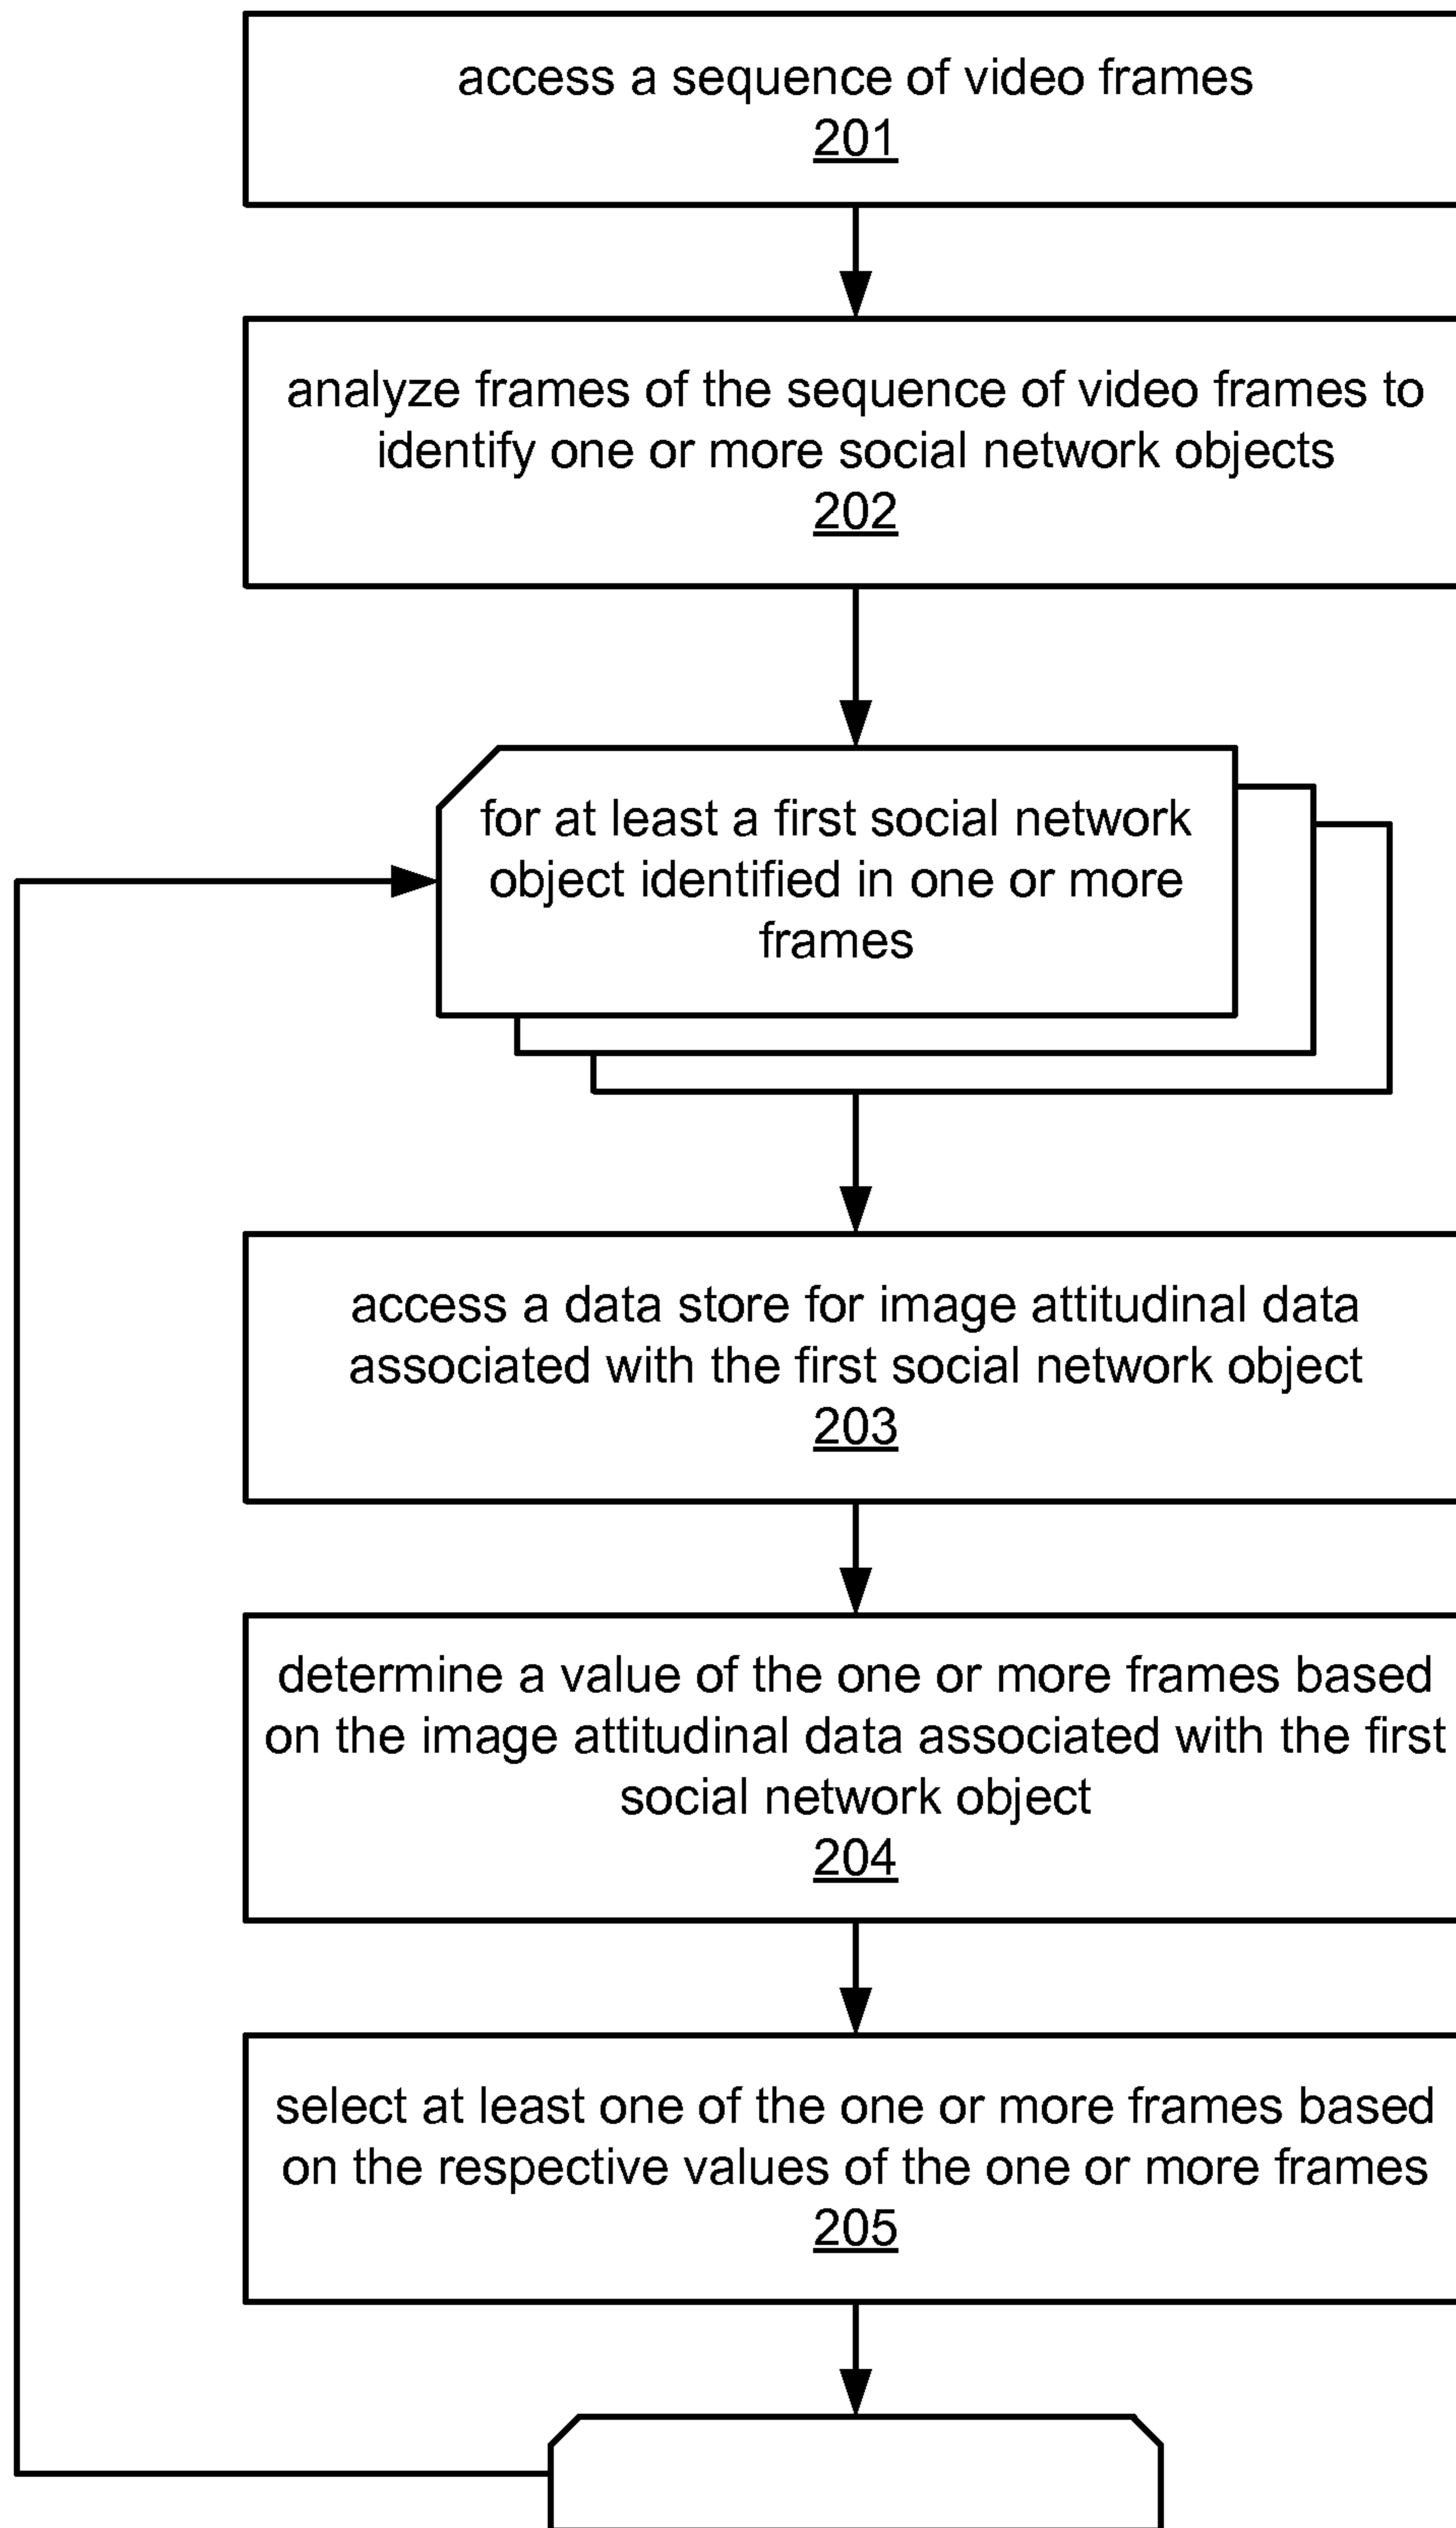 access a sequence of video frames
201
analyze frames of the sequence of video frames to
identify one or more social network objects
202
for at least a first social network
object identified in one or more
frames
access a data store for image attitudinal data
associated with the first social network object
203
determine a value of the one or more frames based
on the image attitudinal data associated with the first
social network object
204
select at least one of the one or more frames based
on the respective values of the one or more frames
205